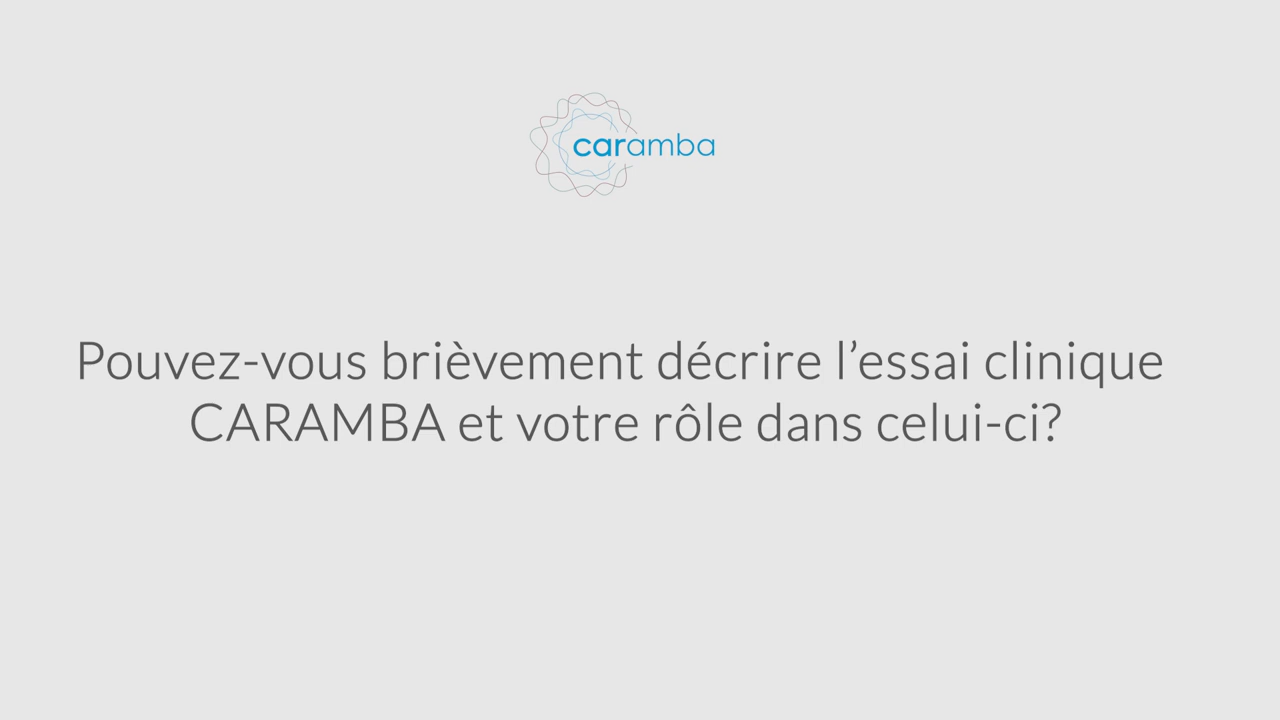 caramba
Pouvez-vous brièvement décrire l’essai clinique
CARAMBA et votre rôle dans celui-ci?